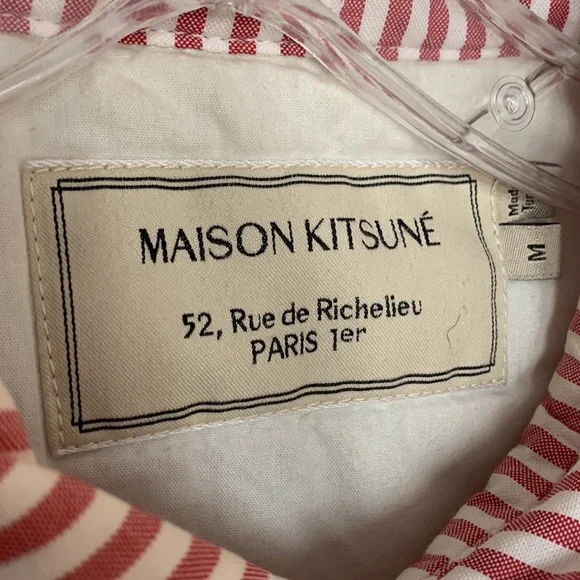 MAISON KITSUNÉ
52, Rue de Richelieu
PARIS 1er
M